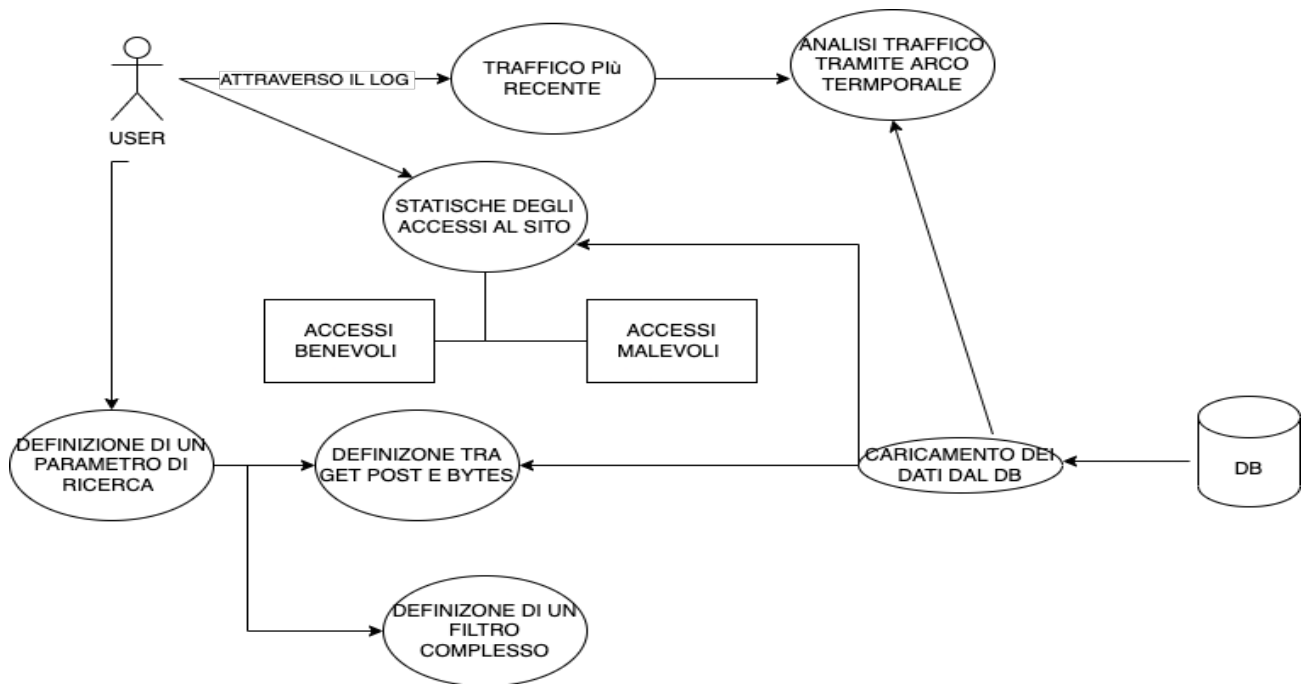 ANALISI TRAFFICO
TRAMITE ARCO
TERMPORALE
ATTRAVERSO IL LOG
TRAFFICO PIù
RECENTE
USER
STATISCHE DEGLI
ACCESSI AL SITO
ACCESSI
BENEVOLI
ACCESSI
MALEVOLI
DEFINIZIONE DI UN
PARAMETRO DI
RICERCA
DEFINIZONE TRA
GET POST E BYTES
CARICAMENTO DEI
DATI DAL DB
DB
DEFINIZONE DI UN
FILTRO
COMPLESSO